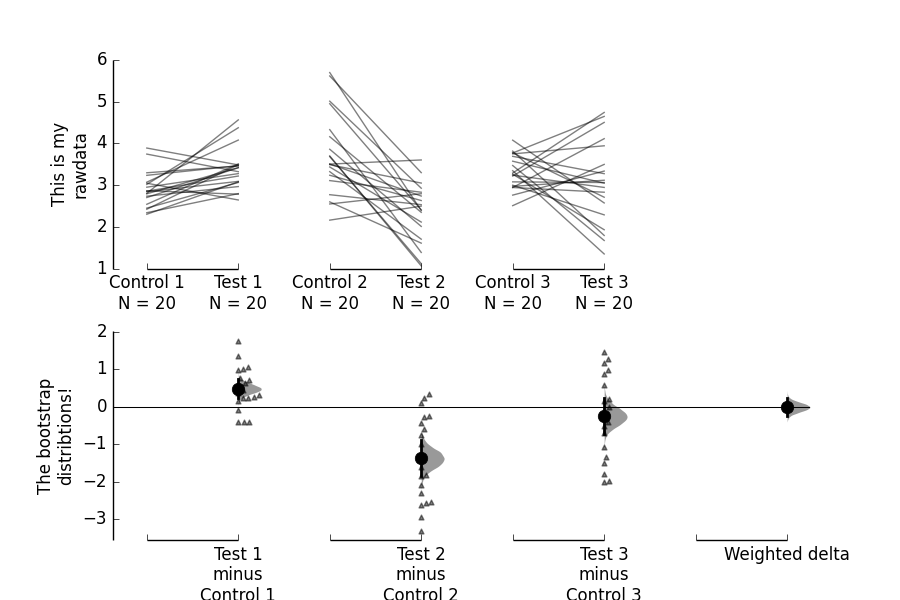 This is my
rawdata
6
5
4
3
2
1
Control 1
N = 20
Test 1
N = 20
Control 2
N = 20
Test 2
N = 20
Control 3
N = 20
Test 3
N = 20
The bootstrap
distribtions!
2
1
0
−1
−2
−3
Test 1
minus
Control 1
Test 2
minus
Control 2
Test 3
minus
Control 3
Weighted delta